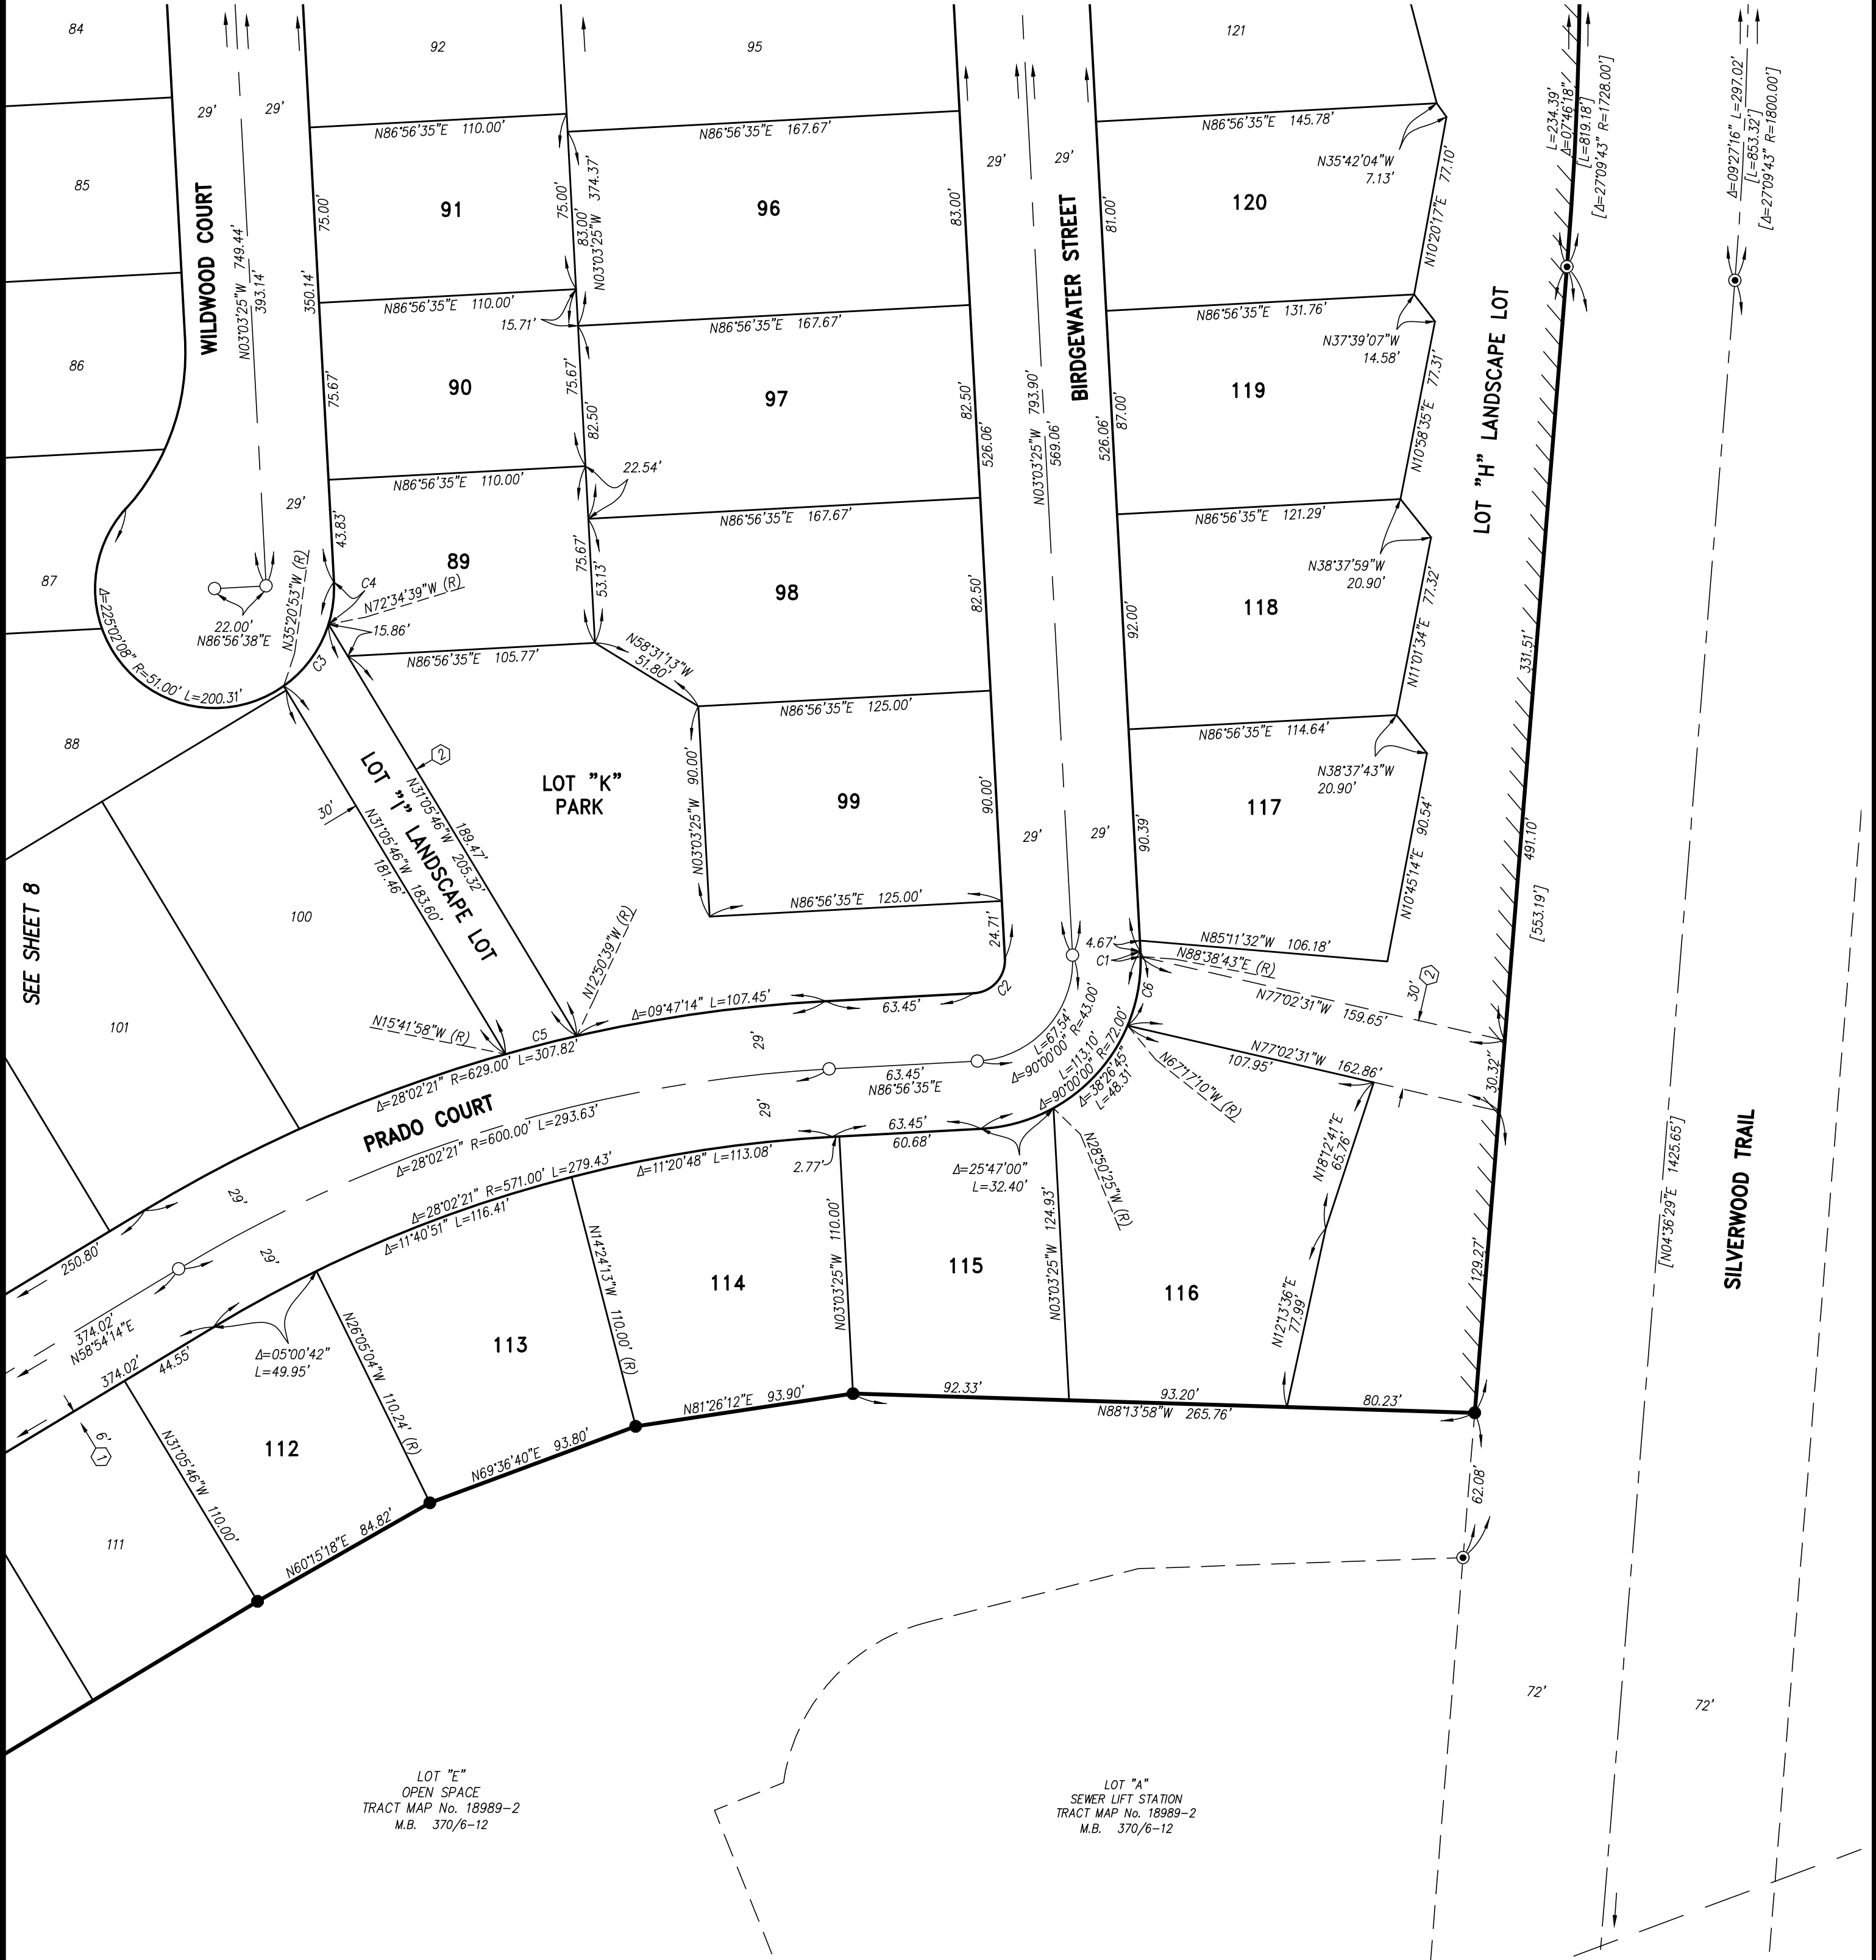 84
92
95
121
29'
29'
N86°56'35"E 110.00'
N86°56'35"E 167.67'
N86°56'35"E 145.78'
29'
29'
N35°42'04"W
7.13'
77.10'
N10°20'17"E
L=234.39'
Δ=07°46'18"
[L=819.18']
[Δ=27°09'43" R=1728.00']
Δ=09°27'16" L=297.02'
[L=853.32']
[Δ=27°09'43" R=1800.00']
85
WILDWOOD COURT
N03°03'25"W 749.44'
393.14'
75.00'
350.14'
91
75.00'
83.00'
N03°03'25"W 374.37'
96
83.00'
BIRDGEWATER STREET
81.00'
120
N86°56'35"E 110.00'
15.71'
N86°56'35"E 167.67'
N86°56'35"E 131.76'
N37°39'07"W
14.58'
77.31'
N10°58'35"E
LOT "H" LANDSCAPE LOT
86
75.67'
90
75.67'
82.50'
97
82.50'
526.06'
N03°03'25"W 793.90'
569.06'
526.06'
87.00'
119
N86°56'35"E 110.00'
22.54'
N86°56'35"E 167.67'
N86°56'35"E 121.29'
N38°37'59"W
20.90'
77.32'
N11°01'34"E
29'
43.83'
89
75.67'
53.13'
98
82.50'
92.00'
118
331.51'
87
Δ=225°02'08" R=51.00' L=200.31'
22.00'
N86°56'38"E
N35°20'53"W (R)
C4
N72°34'39"W (R)
15.86'
C3
N86°56'35"E 105.77'
N58°31'13"W
51.80'
N86°56'35"E 125.00'
N86°56'35"E 114.64'
N38°37'43"W
20.90'
88
2
30'
LOT "I" LANDSCAPE LOT
N31°05'46"W 205.32'
189.47'
N31°05'46"W 183.60'
181.46'
LOT "K"
PARK
N03°03'25"W 90.00'
99
90.00'
29'
29'
90.39'
117
90.54'
N10°45'14"E
491.10'
[553.19']
SEE SHEET 8
100
101
N86°56'35"E 125.00'
24.71'
4.67'
C1
N85°11'32"W 106.18'
N88°38'43"E (R)
N77°02'31"W 159.65'
30'
2
N12°50'39"W (R)
N15°41'58"W (R)
C5
Δ=09°47'14" L=107.45'
63.45'
C2
C6
Δ=28°02'21" R=629.00' L=307.82'
29'
L=67.54'
Δ=90°00'00" R=43.00'
L=113.10'
Δ=90°00'00" R=72.00'
Δ=38°26'45"
L=48.31'
N77°02'31"W 162.86'
107.95'
30.32"
N67°17'10"W (R)
PRADO COURT
Δ=28°02'21" R=600.00' L=293.63'
63.45'
N86°56'35"E
29'
63.45'
60.68'
2.77'
Δ=25°47'00"
L=32.40'
N28°50'25"W (R)
N18°12'41"E
65.76'
[N04°36'29"E 1425.65']
SILVERWOOD TRAIL
Δ=28°02'21" R=571.00' L=279.43'
Δ=11°40'51" L=116.41'
Δ=11°20'48" L=113.08'
29'
29'
250.80'
374.02'
N58°54'14"E
374.02'
44.55'
Δ=05°00'42"
L=49.95'
N26°05'04"W 110.24' (R)
N14°24'13"W 110.00' (R)
N03°03'25"W 110.00'
N03°03'25"W 124.93'
N12°13'36"E
77.99'
129.27'
113
114
115
116
6'
1
N31°05'46"W 110.00'
112
111
N60°15'18"E 84.82'
N69°36'40"E 93.80'
N81°26'12"E 93.90'
92.33'
93.20'
80.23'
N88°13'58"W 265.76'
62.08'
72'
72'
LOT "E"
OPEN SPACE
TRACT MAP No. 18989-2
M.B. 370/6-12
LOT "A"
SEWER LIFT STATION
TRACT MAP No. 18989-2
M.B. 370/6-12